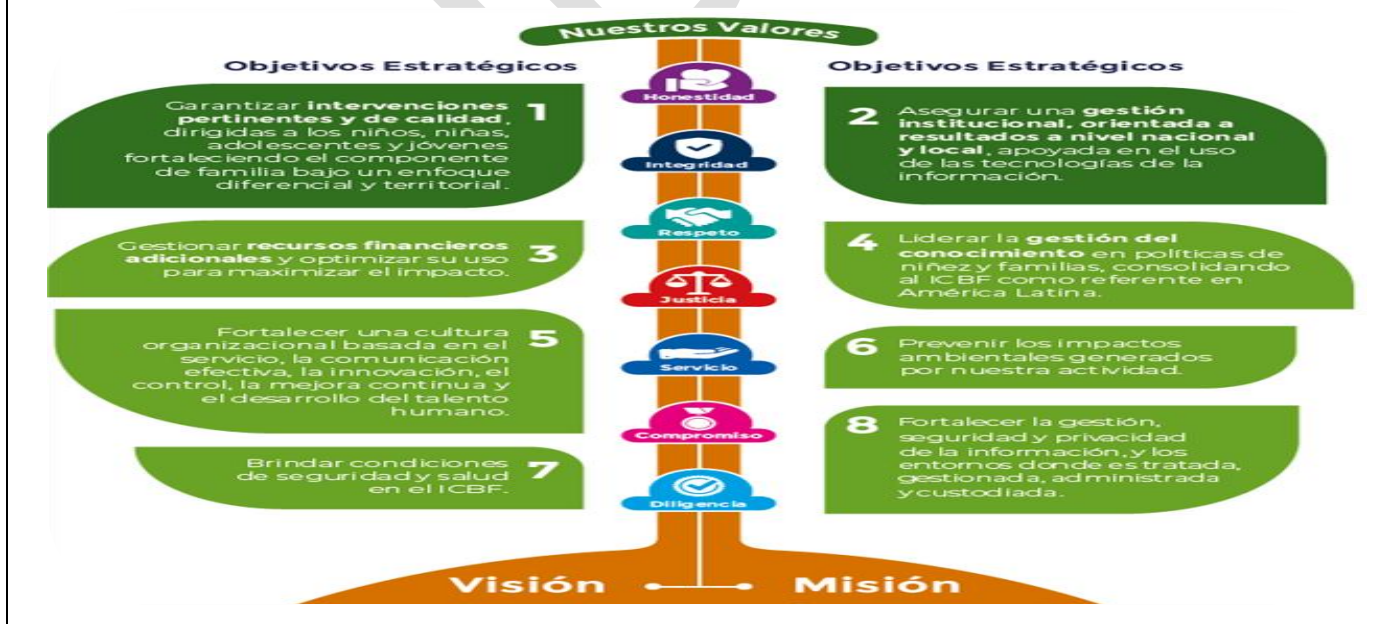 Nuestros Valores
Objetivos Estratégicos
Garantizar intervenciones
pertinentes y de calidad,
dirigidas a los niños, niñas,
adolescentes y jóvenes
fortaleciendo el componente
de familia bajo un enfoque
diferencial y territorial.
1
Gestionar recursos financieros
adicionales y optimizar su uso
para maximizar el impacto.
3
Fortalecer una cultura
organizacional basada en el
servicio, la comunicación
efectiva, la innovación, el
control, la mejora continua y
el desarrollo del talento
humano.
5
Brindar condiciones
de seguridad y salud
en el ICBF.
7
Honestidad
Integridad
Respeto
Justicia
Servicio
Compromiso
Diligencia
Objetivos Estratégicos
2
Asegurar una gestión
institucional, orientada a
resultados a nivel nacional
y local, apoyada en el uso
de las tecnologías de la
información.
4
Liderar la gestión del
conocimiento en políticas de
niñez y familias, consolidando
al ICBF como referente en
América Latina.
6
Prevenir los impactos
ambientales generados
por nuestra actividad.
8
Fortalecer la gestión,
seguridad y privacidad
de la información, y los
entornos donde es tratada,
gestionada, administrada
y custodiada.
Visión
Misión